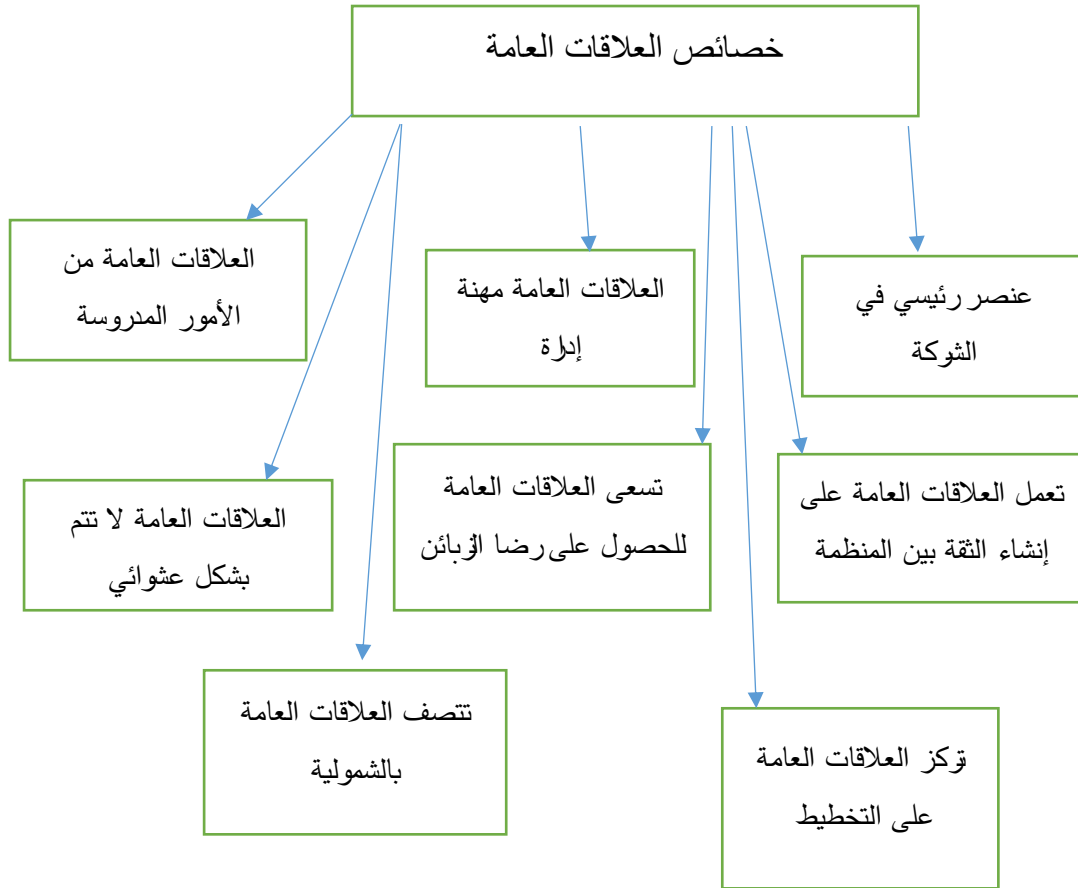 خصائص العلاقات العامة
عنصر رئيسي في
الشركة
العلاقات العامة مهنة
إدارة
العلاقات العامة من
الأمور المدروسة
تعمل العلاقات العامة على
إنشاء الثقة بين المنظمة
تسعى العلاقات العامة
للحصول على رضا الزبائن
العلاقات العامة لا تتم
بشكل عشوائي
تركز العلاقات العامة
على التخطيط
تتصف العلاقات العامة
بالشمولية